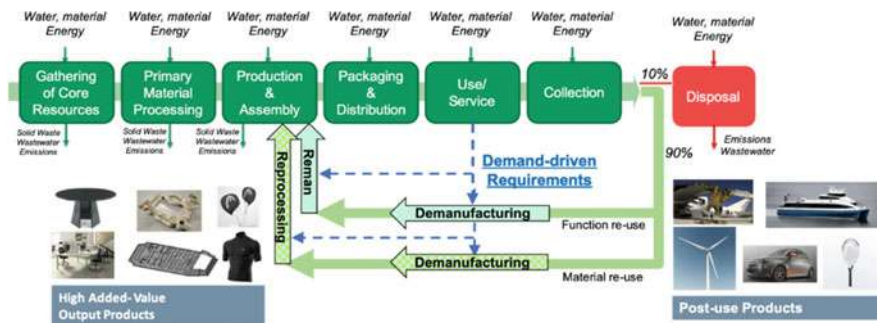 Water, material
Energy
Water, material
Energy
Water, material
Energy
Water, material
Energy
Water, material
Energy
Water, material
Energy
Water, material
Energy
Gathering
of Core
Resources
Primary
Material
Processing
Production
&
Assembly
Packaging
&
Distribution
Use/
Service
Collection
10%
Disposal
Solid Waste
Wastewater
Emissions
Solid Waste
Wastewater
Emissions
Solid Waste
Wastewater
Emissions
Emissions
Wastewater
90%
Reprocessing
Reman
Demand-driven
Requirements
Demanufacturing
Function re-use
Demanufacturing
Material re-use
High Added- Value
Output Products
Post-use Products